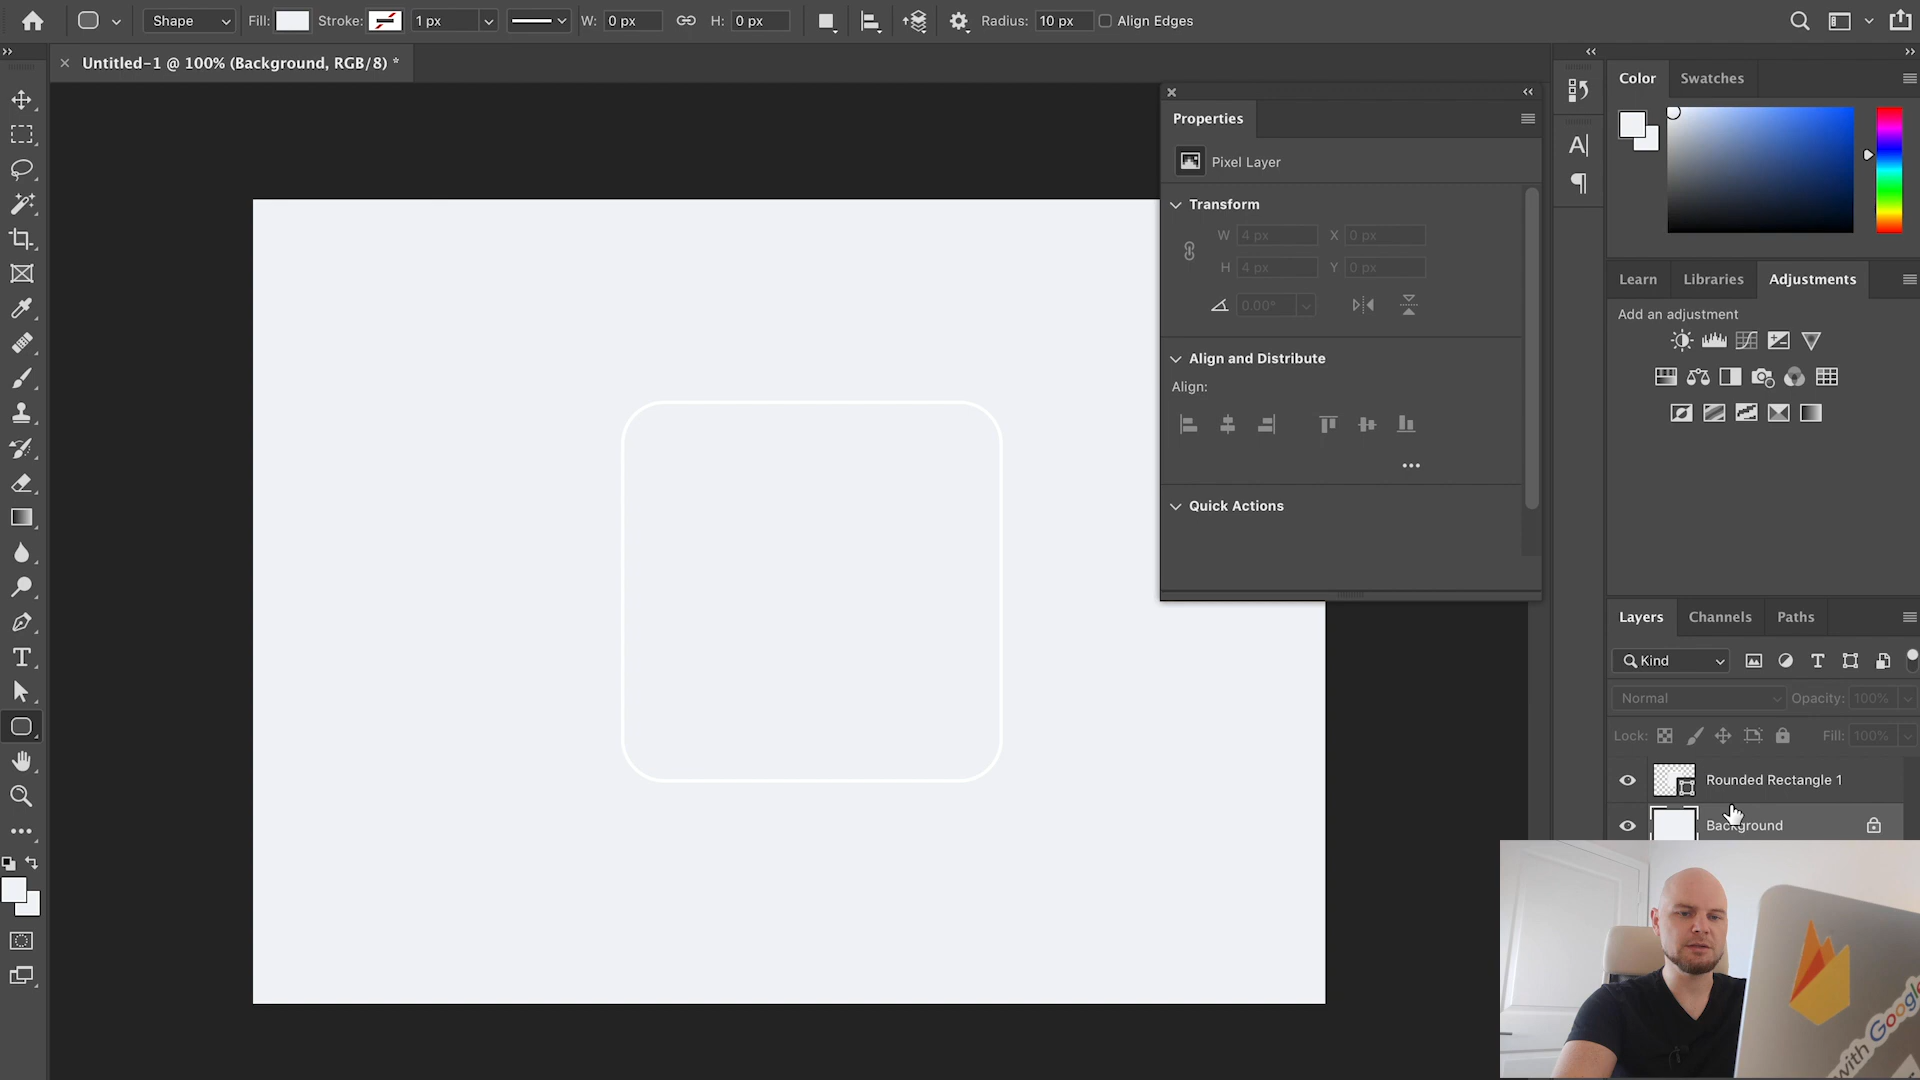 Shape Fill: Stroke: 1 px W: 0 px H: 0 px Radius: 10 px Align Edges
Untitled-1 @ 100% (Background, RGB/8) *
Properties
Pixel Layer
Transform
W 4 px X 0 px
H 4 px Y 0 px
0.00°
Align and Distribute
Align:
Quick Actions
Color Swatches
Learn Libraries Adjustments
Add an adjustment
Layers Channels Paths
Kind
Normal Opacity: 100%
Lock: Fill: 100%
Rounded Rectangle 1
Background
with Google